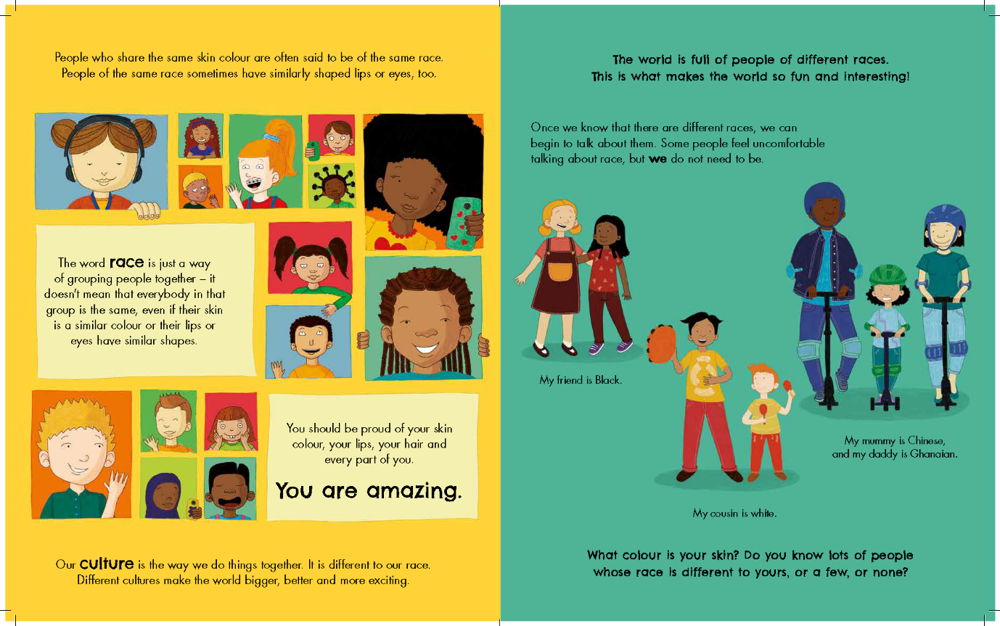 People who share the same skin colour are often said to be of the same race.
People of the same race sometimes have similarly shaped lips or eyes, too.
The word race is just a way
of grouping people together – it
doesn't mean that everybody in that
group is the same, even if their skin
is a similar colour or their lips or
eyes have similar shapes.
You should be proud of your skin
colour, your lips, your hair and
every part of you.
You are amazing.
Our culture is the way we do things together. It is different to our race.
Different cultures make the world bigger, better and more exciting.
The world is full of people of different races.
This is what makes the world so fun and interesting!
Once we know that there are different races, we can
begin to talk about them. Some people feel uncomfortable
talking about race, but we do not need to be.
My friend is Black.
My mummy is Chinese,
and my daddy is Ghanaian.
My cousin is white.
What colour is your skin? Do you know lots of people
whose race is different to yours, or a few, or none?